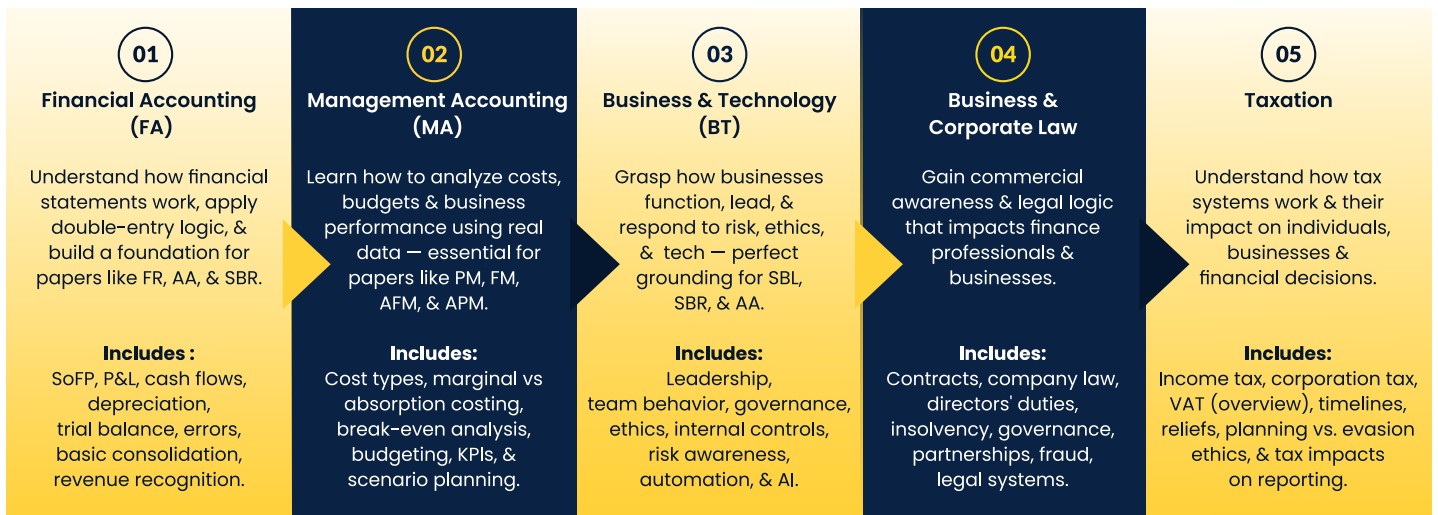 01
Financial Accounting
(FA)
Understand how financial
statements work, apply
double-entry logic, &
build a foundation for
papers like FR, AA, & SBR.
Includes :
SoFP, P&L, cash flows,
depreciation,
trial balance, errors,
basic consolidation,
revenue recognition.
02
Management Accounting
(MA)
Learn how to analyze costs,
budgets & business
performance using real
data — essential for
papers like PM, FM,
AFM, & APM.
Includes:
Cost types, marginal vs
absorption costing,
break-even analysis,
budgeting, KPIs, &
scenario planning.
03
Business & Technology
(BT)
Grasp how businesses
function, lead, &
respond to risk, ethics,
& tech — perfect
grounding for SBL,
SBR, & AA.
Includes:
Leadership,
team behavior, governance,
ethics, internal controls,
risk awareness,
automation, & AI.
04
Business &
Corporate Law
Gain commercial
awareness & legal logic
that impacts finance
professionals &
businesses.
Includes:
Contracts, company law,
directors' duties,
insolvency, governance,
partnerships, fraud,
legal systems.
05
Taxation
Understand how tax
systems work & their
impact on individuals,
businesses &
financial decisions.
Includes:
Income tax, corporation tax,
VAT (overview), timelines,
reliefs, planning vs. evasion
ethics, & tax impacts
on reporting.